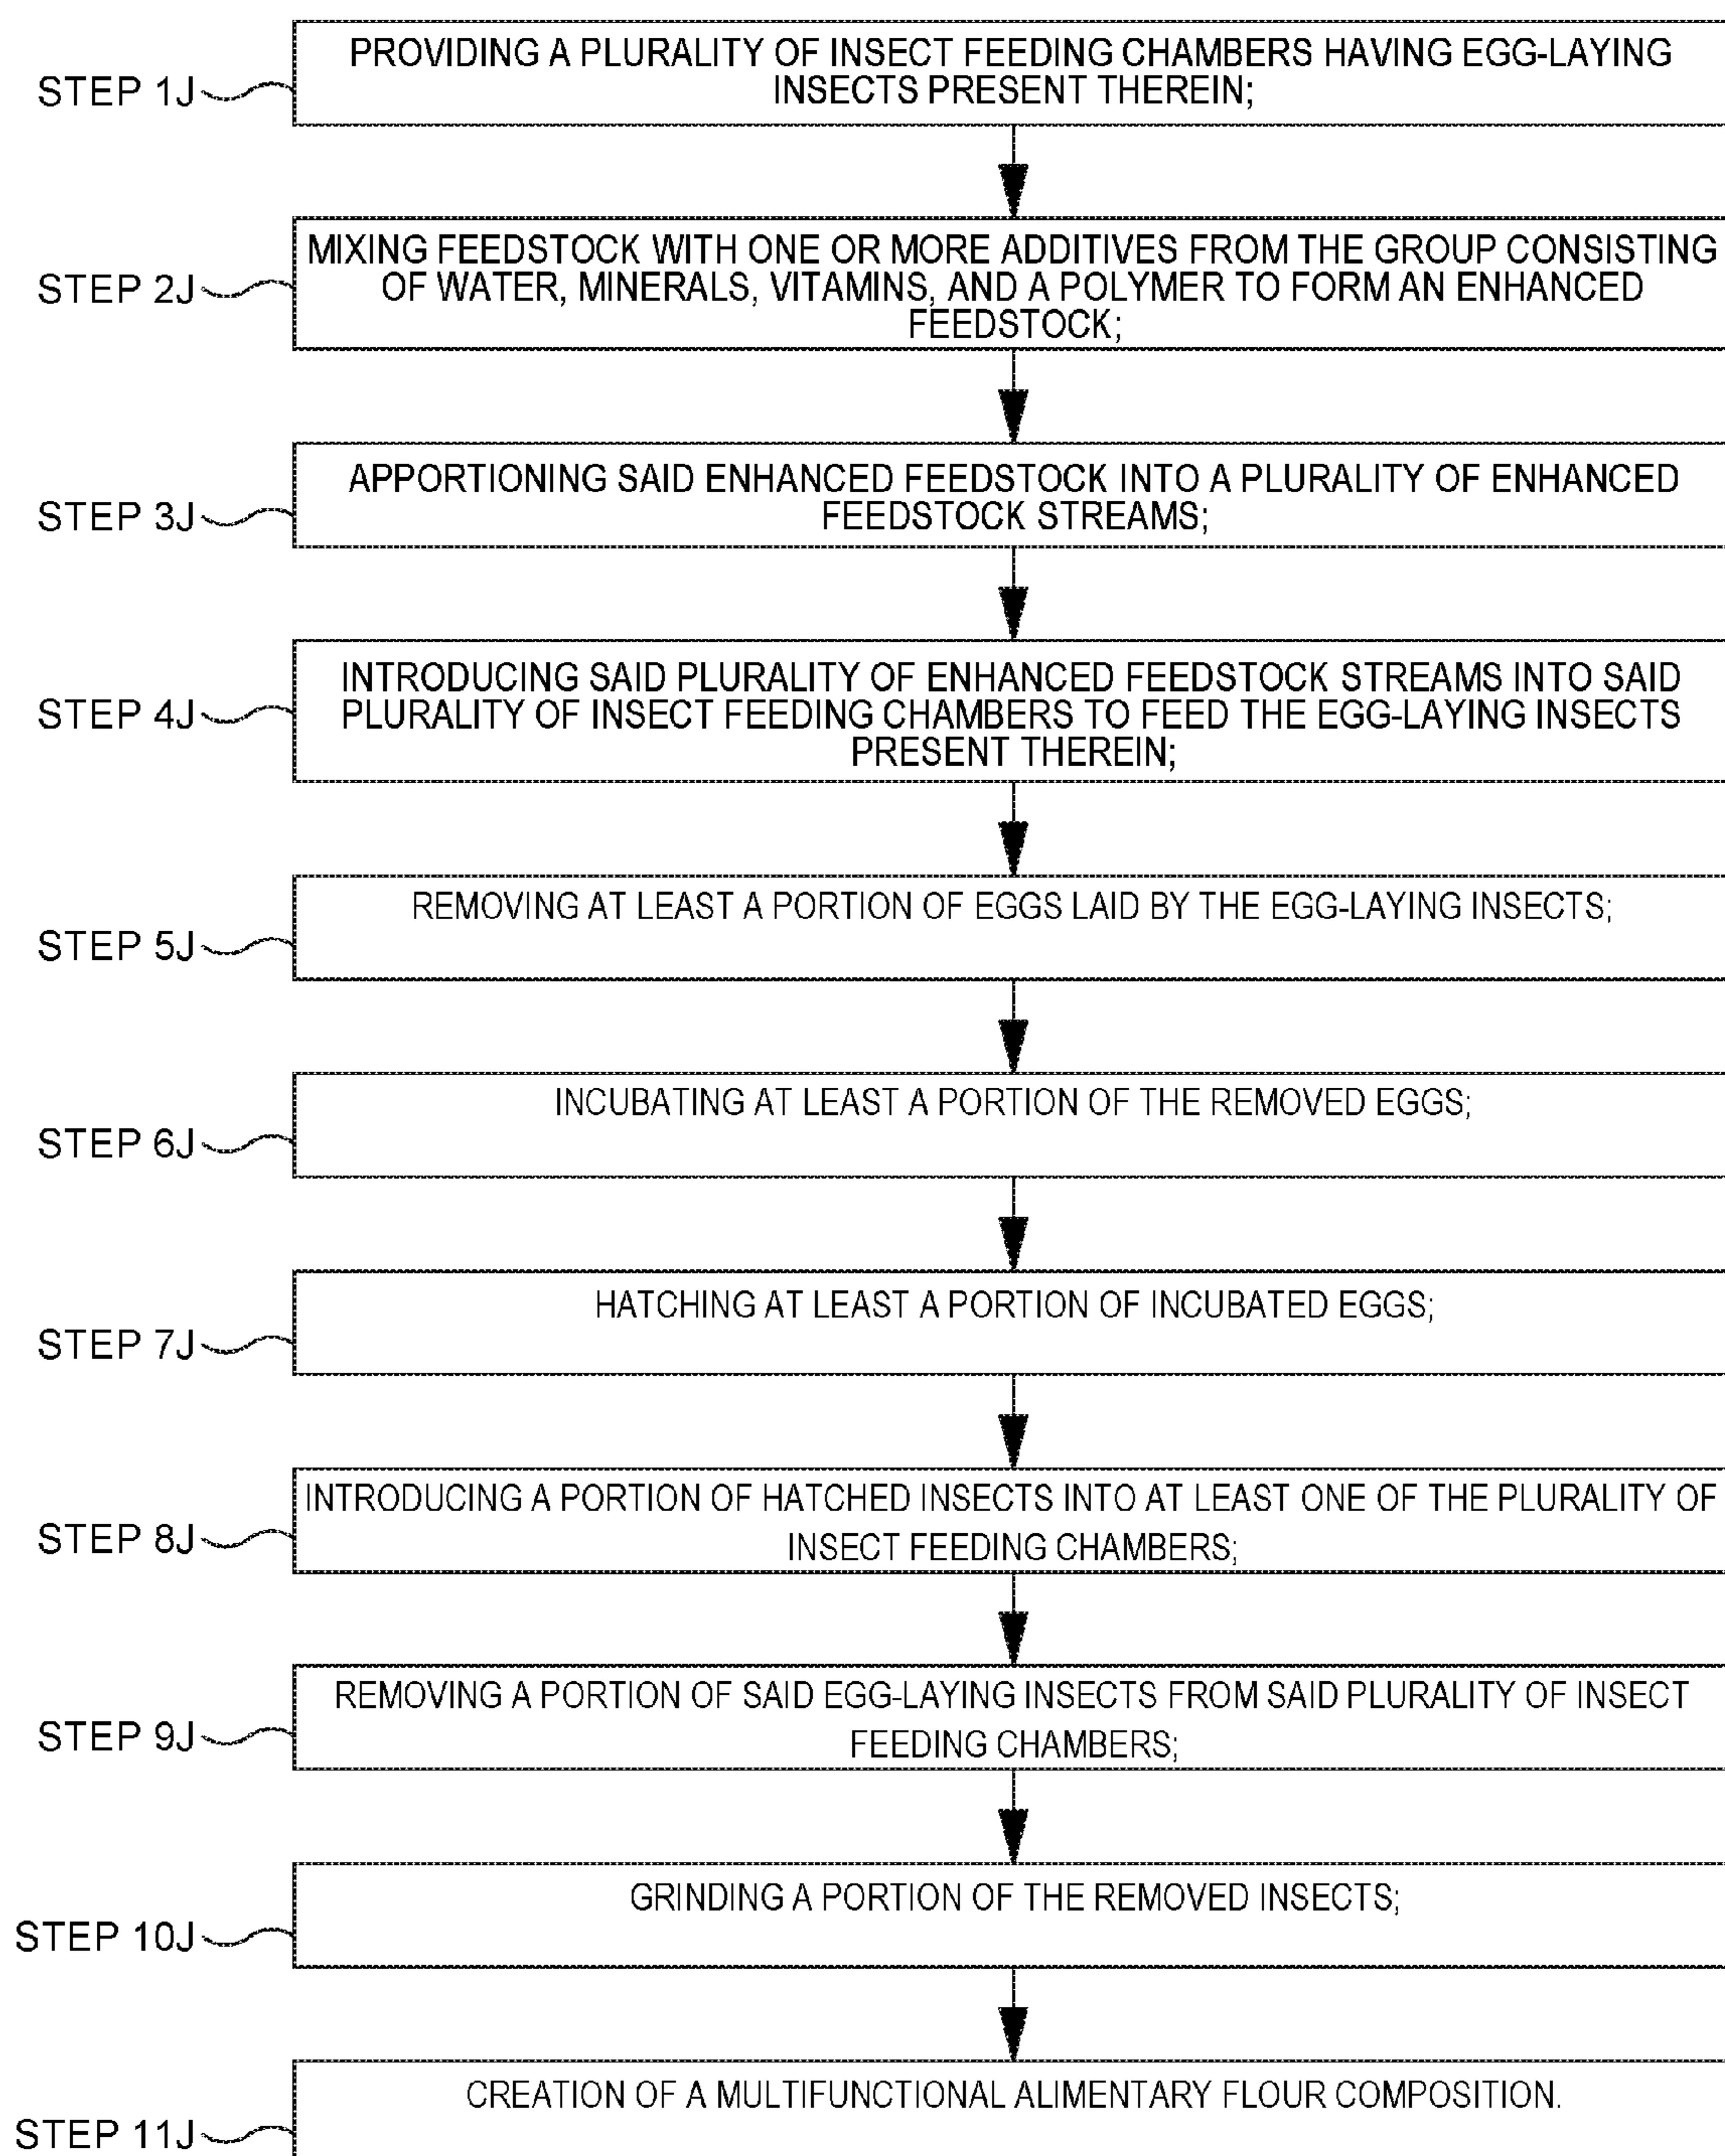 PROVIDING A PLURALITY OF INSECT FEEDING CHAMBERS HAVING EGG-LAYING
STEP 1J
INSECTS PRESENT THEREIN;
MIXING FEEDSTOCK WITH ONE OR MORE ADDITIVES FROM THE GROUP CONSISTING
STEP 2J
OF WATER, MINERALS, VITAMINS, AND A POLYMER TO FORM AN ENHANCED
FEEDSTOCK;
APPORTIONING SAID ENHANCED FEEDSTOCK INTO A PLURALITY OF ENHANCED
STEP 3J
FEEDSTOCK STREAMS;
INTRODUCING SAID PLURALITY OF ENHANCED FEEDSTOCK STREAMS INTO SAID
STEP 4J
PLURALITY OF INSECT FEEDING CHAMBERS TO FEED THE EGG-LAYING INSECTS
PRESENT THEREIN;
REMOVING AT LEAST A PORTION OF EGGS LAID BY THE EGG-LAYING INSECTS;
STEP 5J
INCUBATING AT LEAST A PORTION OF THE REMOVED EGGS;
STEP 6J
HATCHING AT LEAST A PORTION OF INCUBATED EGGS;
STEP 7J
INTRODUCING A PORTION OF HATCHED INSECTS INTO AT LEAST ONE OF THE PLURALITY OF
STEP 8J
INSECT FEEDING CHAMBERS;
REMOVING A PORTION OF SAID EGG-LAYING INSECTS FROM SAID PLURALITY OF INSECT
STEP 9J
FEEDING CHAMBERS;
GRINDING A PORTION OF THE REMOVED INSECTS;
STEP 10J
CREATION OF A MULTIFUNCTIONAL ALIMENTARY FLOUR COMPOSITION.
STEP 11J